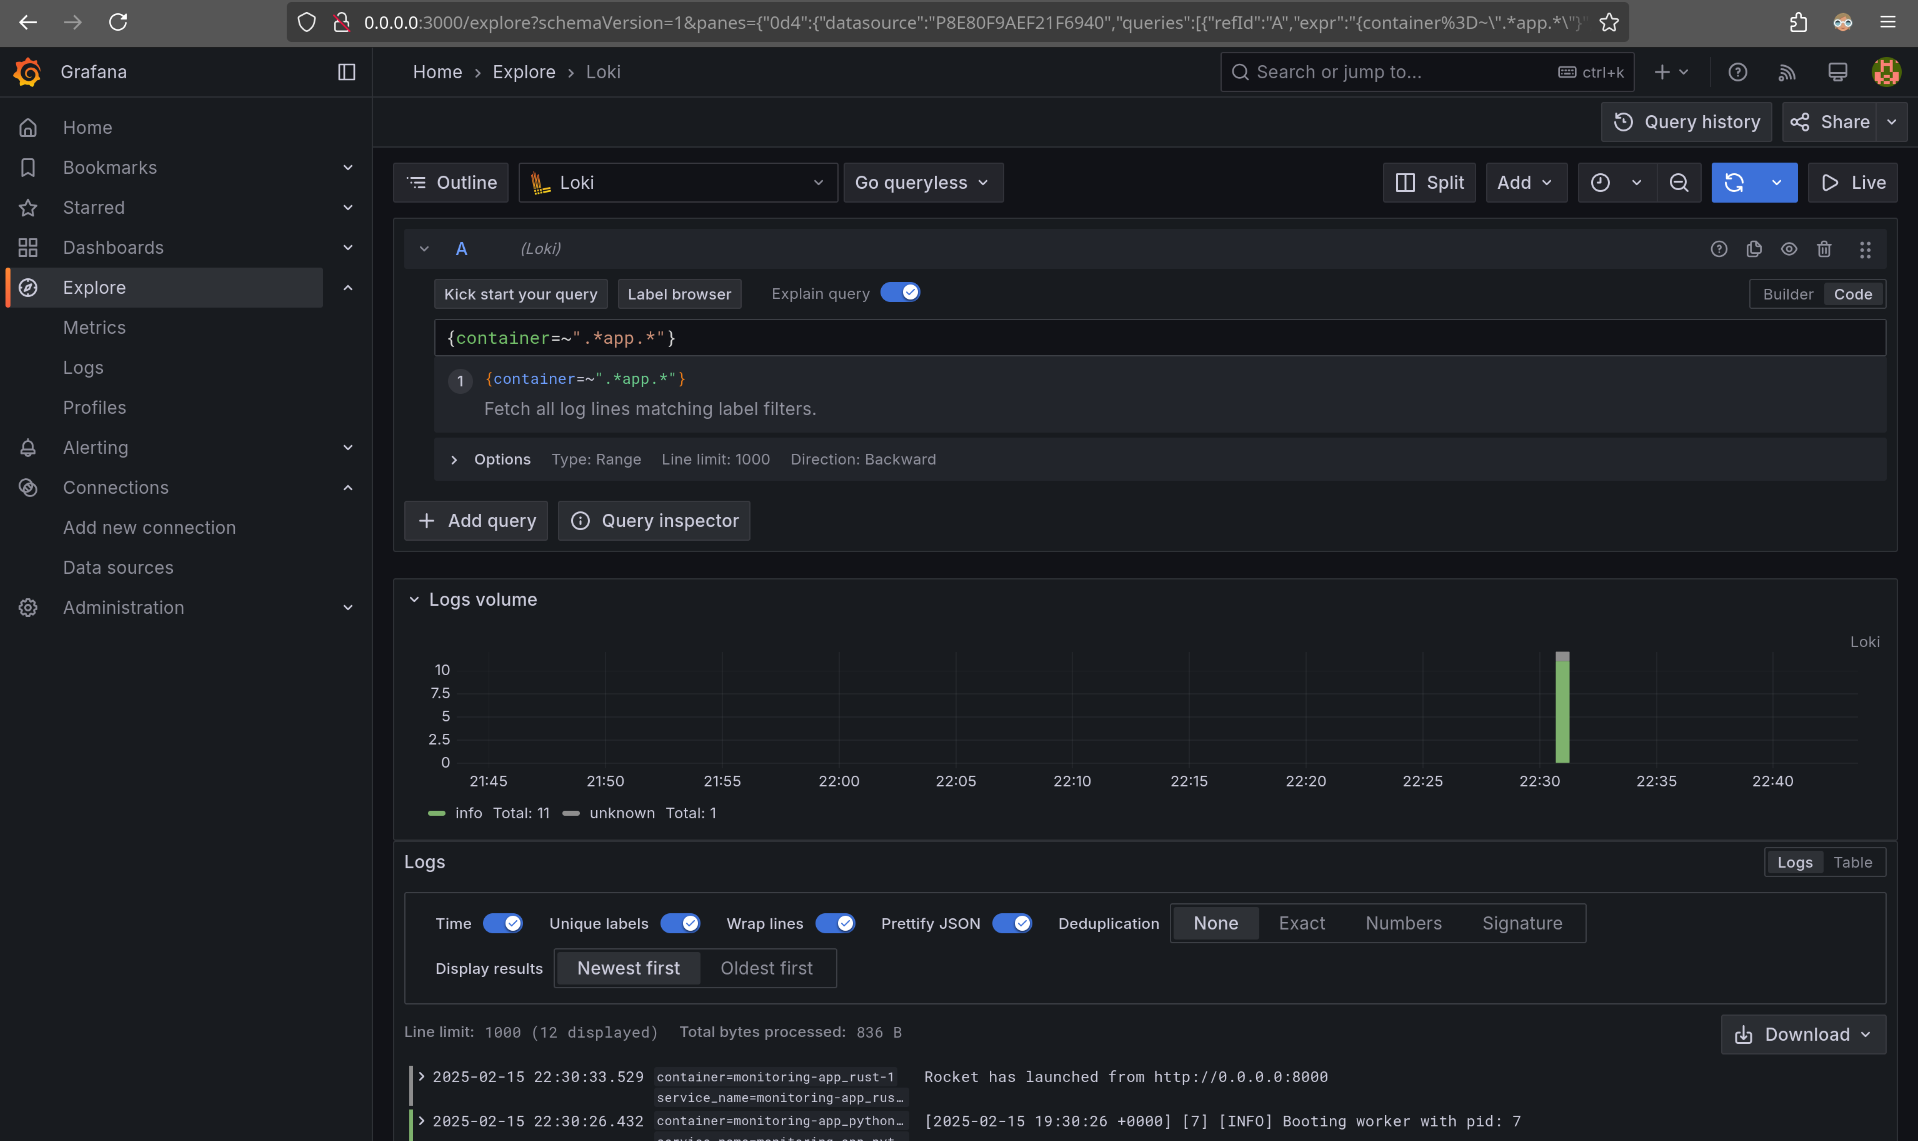 0.0.0.0:3000/explore?schemaVersion=1&panes={"0d4":{"datasource":"P8E80F9AEF21F6940","queries":[{"refId":"A","expr":"{container%3D~\".*app.*\"}"
Grafana
Home › Explore › Loki
Search or jump to...
ctrl+k
Query history
Share
Home
Bookmarks
Starred
Dashboards
Explore
Metrics
Logs
Profiles
Alerting
Connections
Add new connection
Data sources
Administration
Outline
Loki
Go queryless
Split
Add
Live
A (Loki)
Kick start your query
Label browser
Explain query
Builder
Code
{container=~".*app.*"}
1 {container=~".*app.*"}
Fetch all log lines matching label filters.
Options Type: Range Line limit: 1000 Direction: Backward
+ Add query
Query inspector
Logs volume
Loki
10
7.5
5
2.5
0
21:45 21:50 21:55 22:00 22:05 22:10 22:15 22:20 22:25 22:30 22:35 22:40
info Total: 11 unknown Total: 1
Logs
Logs
Table
Time Unique labels Wrap lines Prettify JSON Deduplication None Exact Numbers Signature
Display results Newest first Oldest first
Line limit: 1000 (12 displayed) Total bytes processed: 836 B
Download
2025-02-15 22:30:33.529 container=monitoring-app_rust-1 Rocket has launched from http://0.0.0.0:8000
service_name=monitoring-app_rus…
2025-02-15 22:30:26.432 container=monitoring-app_python… [2025-02-15 19:30:26 +0000] [7] [INFO] Booting worker with pid: 7